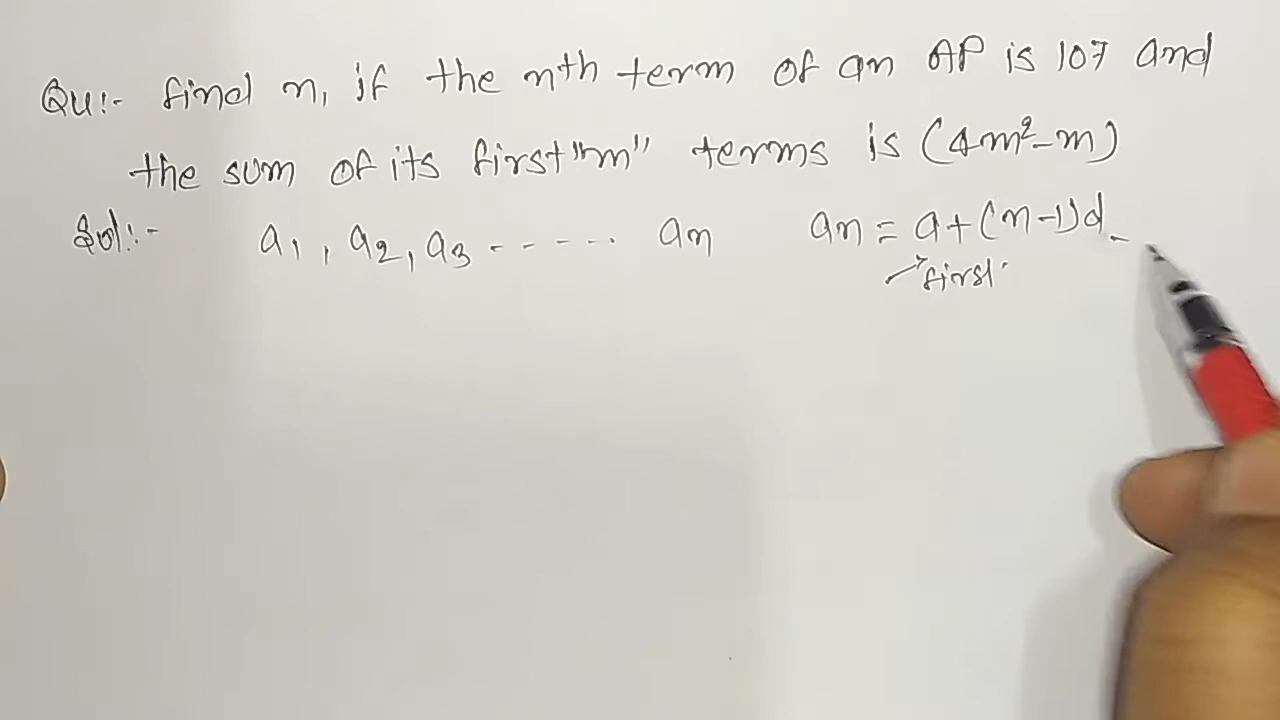 Qu:- find n, if the nth term of an AP is 107 and
the sum of its first "m" terms is (4m²-m)
Sol:- a1, a2, a3 ------ an an = a+(n-1)d -
→first